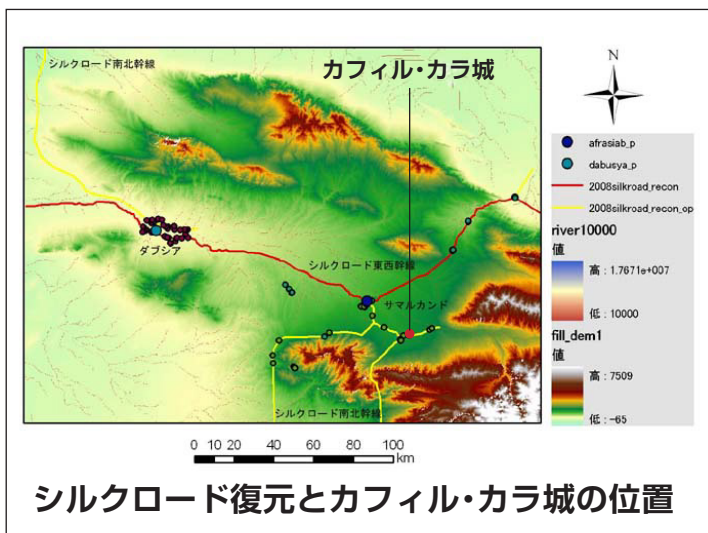 シルクロード南北幹線
カフィル・カラ城
N
ダブシア
シルクロード東西幹線
サマルカンド
シルクロード南北幹線
afrasiab_p
dabusya_p
2008silkroad_recon
2008silkroad_recon_op
river10000
値
高 : 1.7671e+007
低 : 10000
fill_dem1
値
高 : 7509
低 : -65
0 10 20 40 60 80 100
km
シルクロード復元とカフィル・カラ城の位置